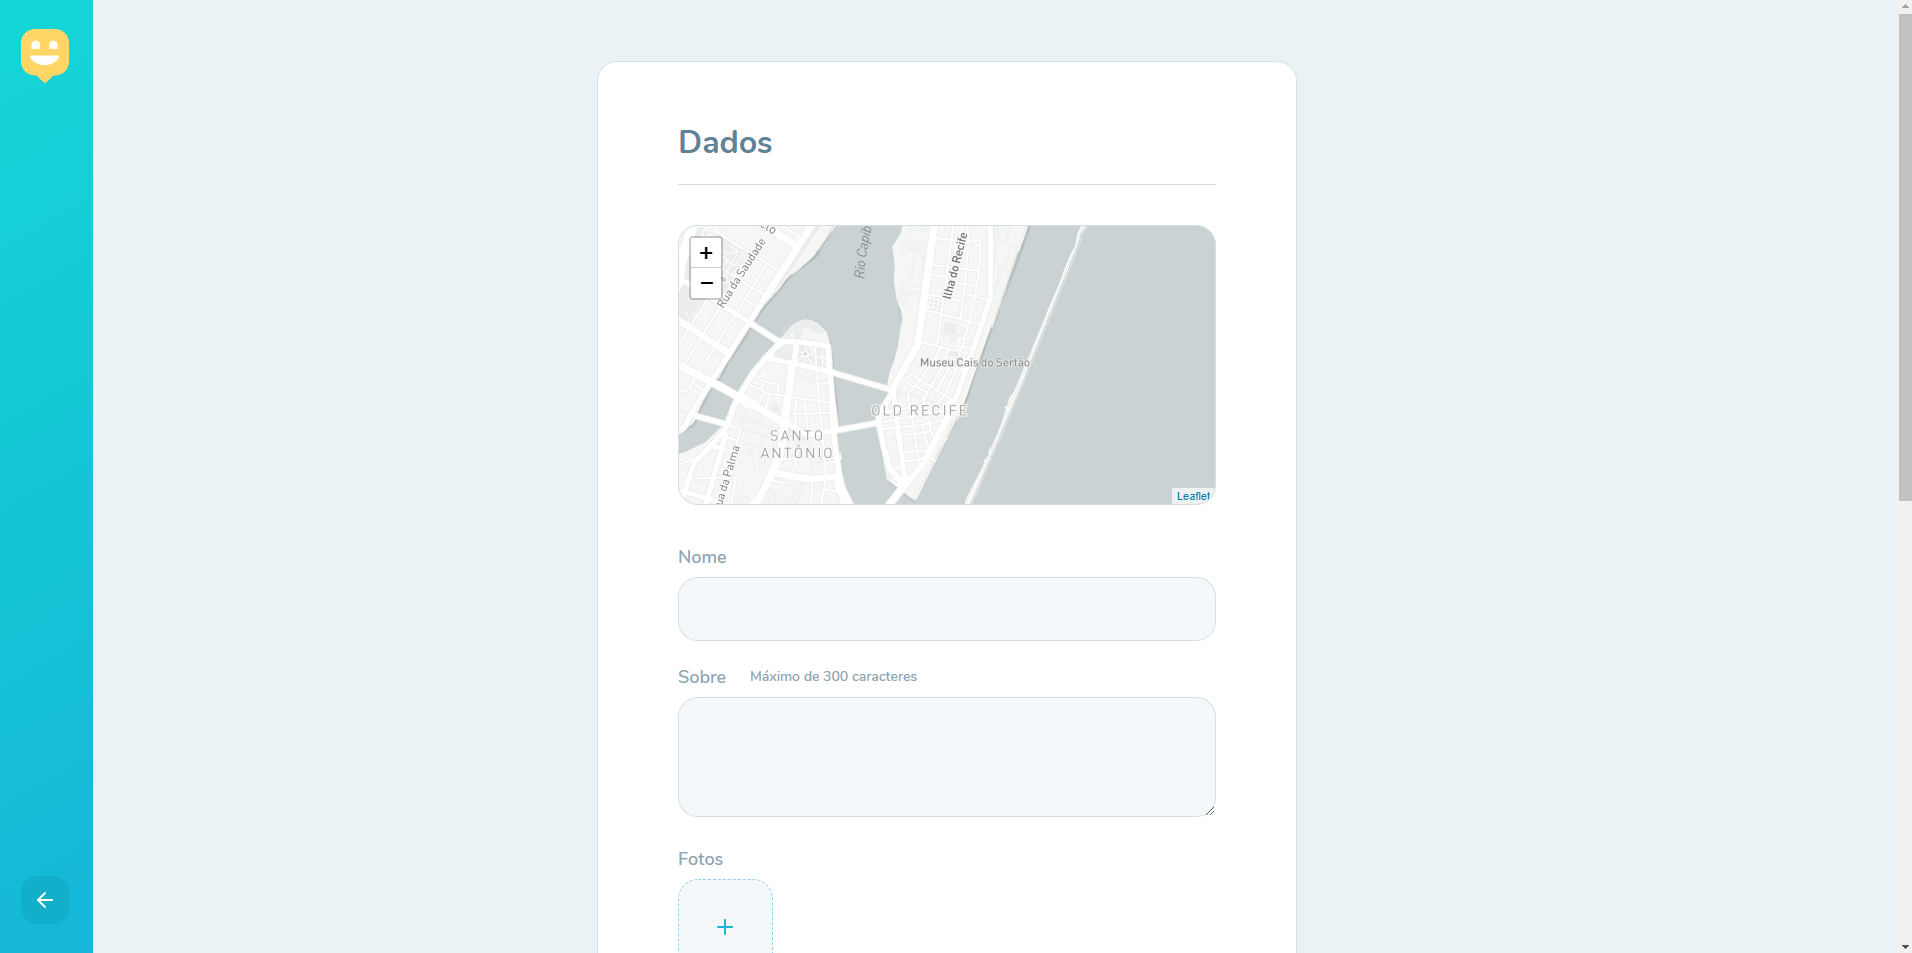 Dados
+
−
to
Rua da Saudade
Rio Capib
Ilha do Recife
Museu Cais do Sertão
OLD RECIFE
SANTO
ANTÔNIO
ua da Palma
Leaflet
Nome
Sobre Máximo de 300 caracteres
Fotos
+